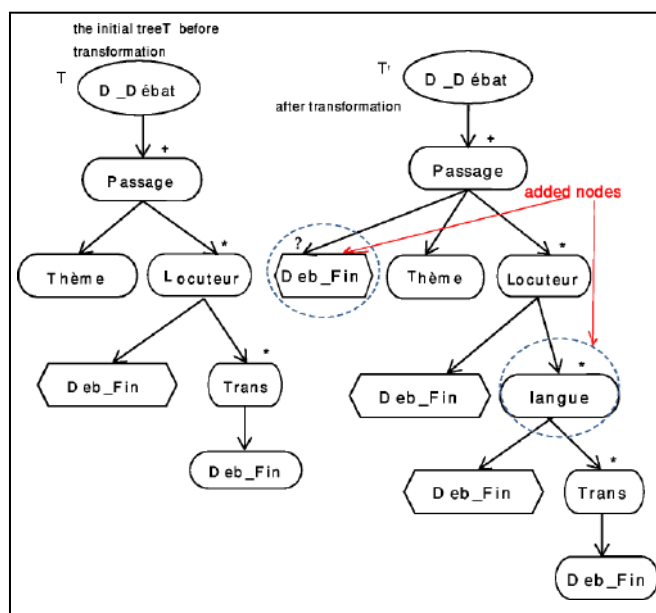 the initial treeT before
transformation
T
D_Débat
+
Passage
*
Thème
Locuteur
*
Deb_Fin
Trans
Deb_Fin
T'
D_Débat
after transformation
+
Passage
added nodes
?
*
Deb_Fin
Thème
Locuteur
*
Deb_Fin
langue
*
Deb_Fin
Trans
Deb_Fin